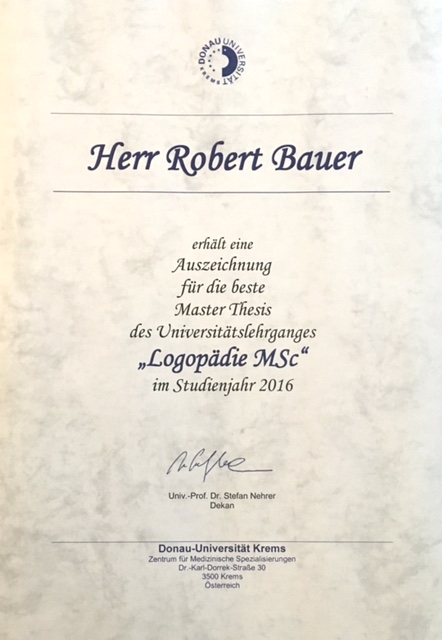 DONAU UNIVERSITÄT KREMS
Herr Robert Bauer
erhält eine
Auszeichnung
für die beste
Master Thesis
des Universitätslehrganges
„Logopädie MSc“
im Studienjahr 2016
Univ.-Prof. Dr. Stefan Nehrer
Dekan
Donau-Universität Krems
Zentrum für Medizinische Spezialisierungen
Dr.-Karl-Dorrek-Straße 30
3500 Krems
Österreich